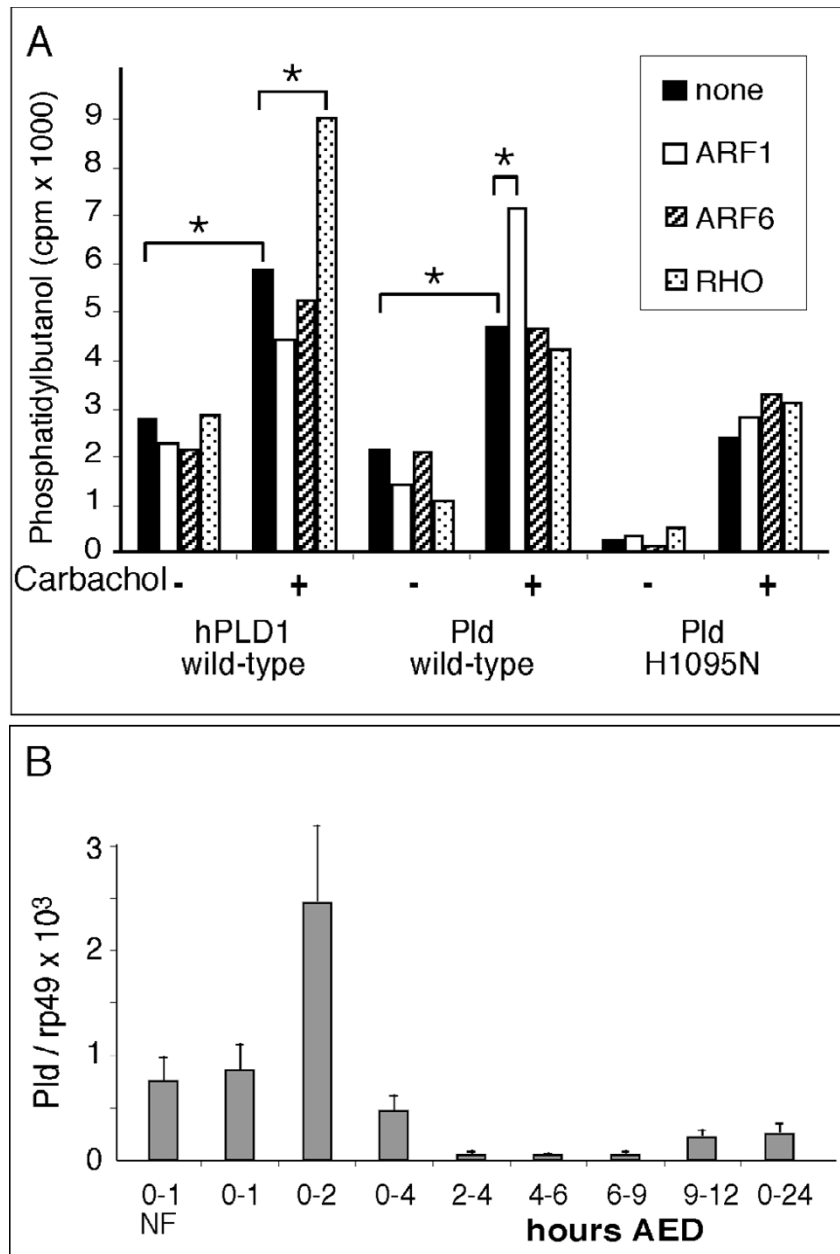 A
Phosphatidylbutanol (cpm x 1000)
9
8
7
6
5
4
3
2
1
0
*
*
*
*
none
ARF1
ARF6
RHO
Carbachol - + - + - +
hPLD1 wild-type
Pld wild-type
Pld H1095N
B
Pld / rp49 x 10³
3
2
1
0
0-1 NF 0-1 0-2 0-4 2-4 4-6 6-9 9-12 0-24
hours AED